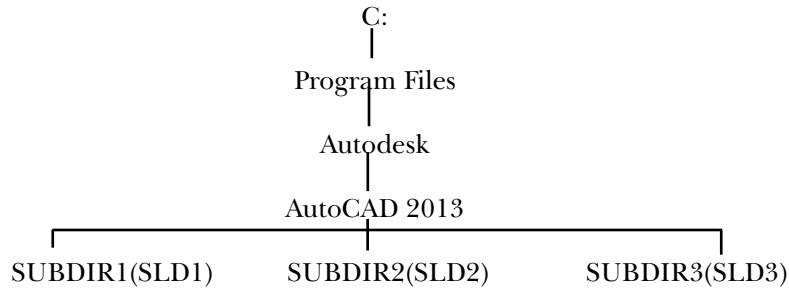 C:
Program Files
Autodesk
AutoCAD 2013
SUBDIR1(SLD1) SUBDIR2(SLD2) SUBDIR3(SLD3)